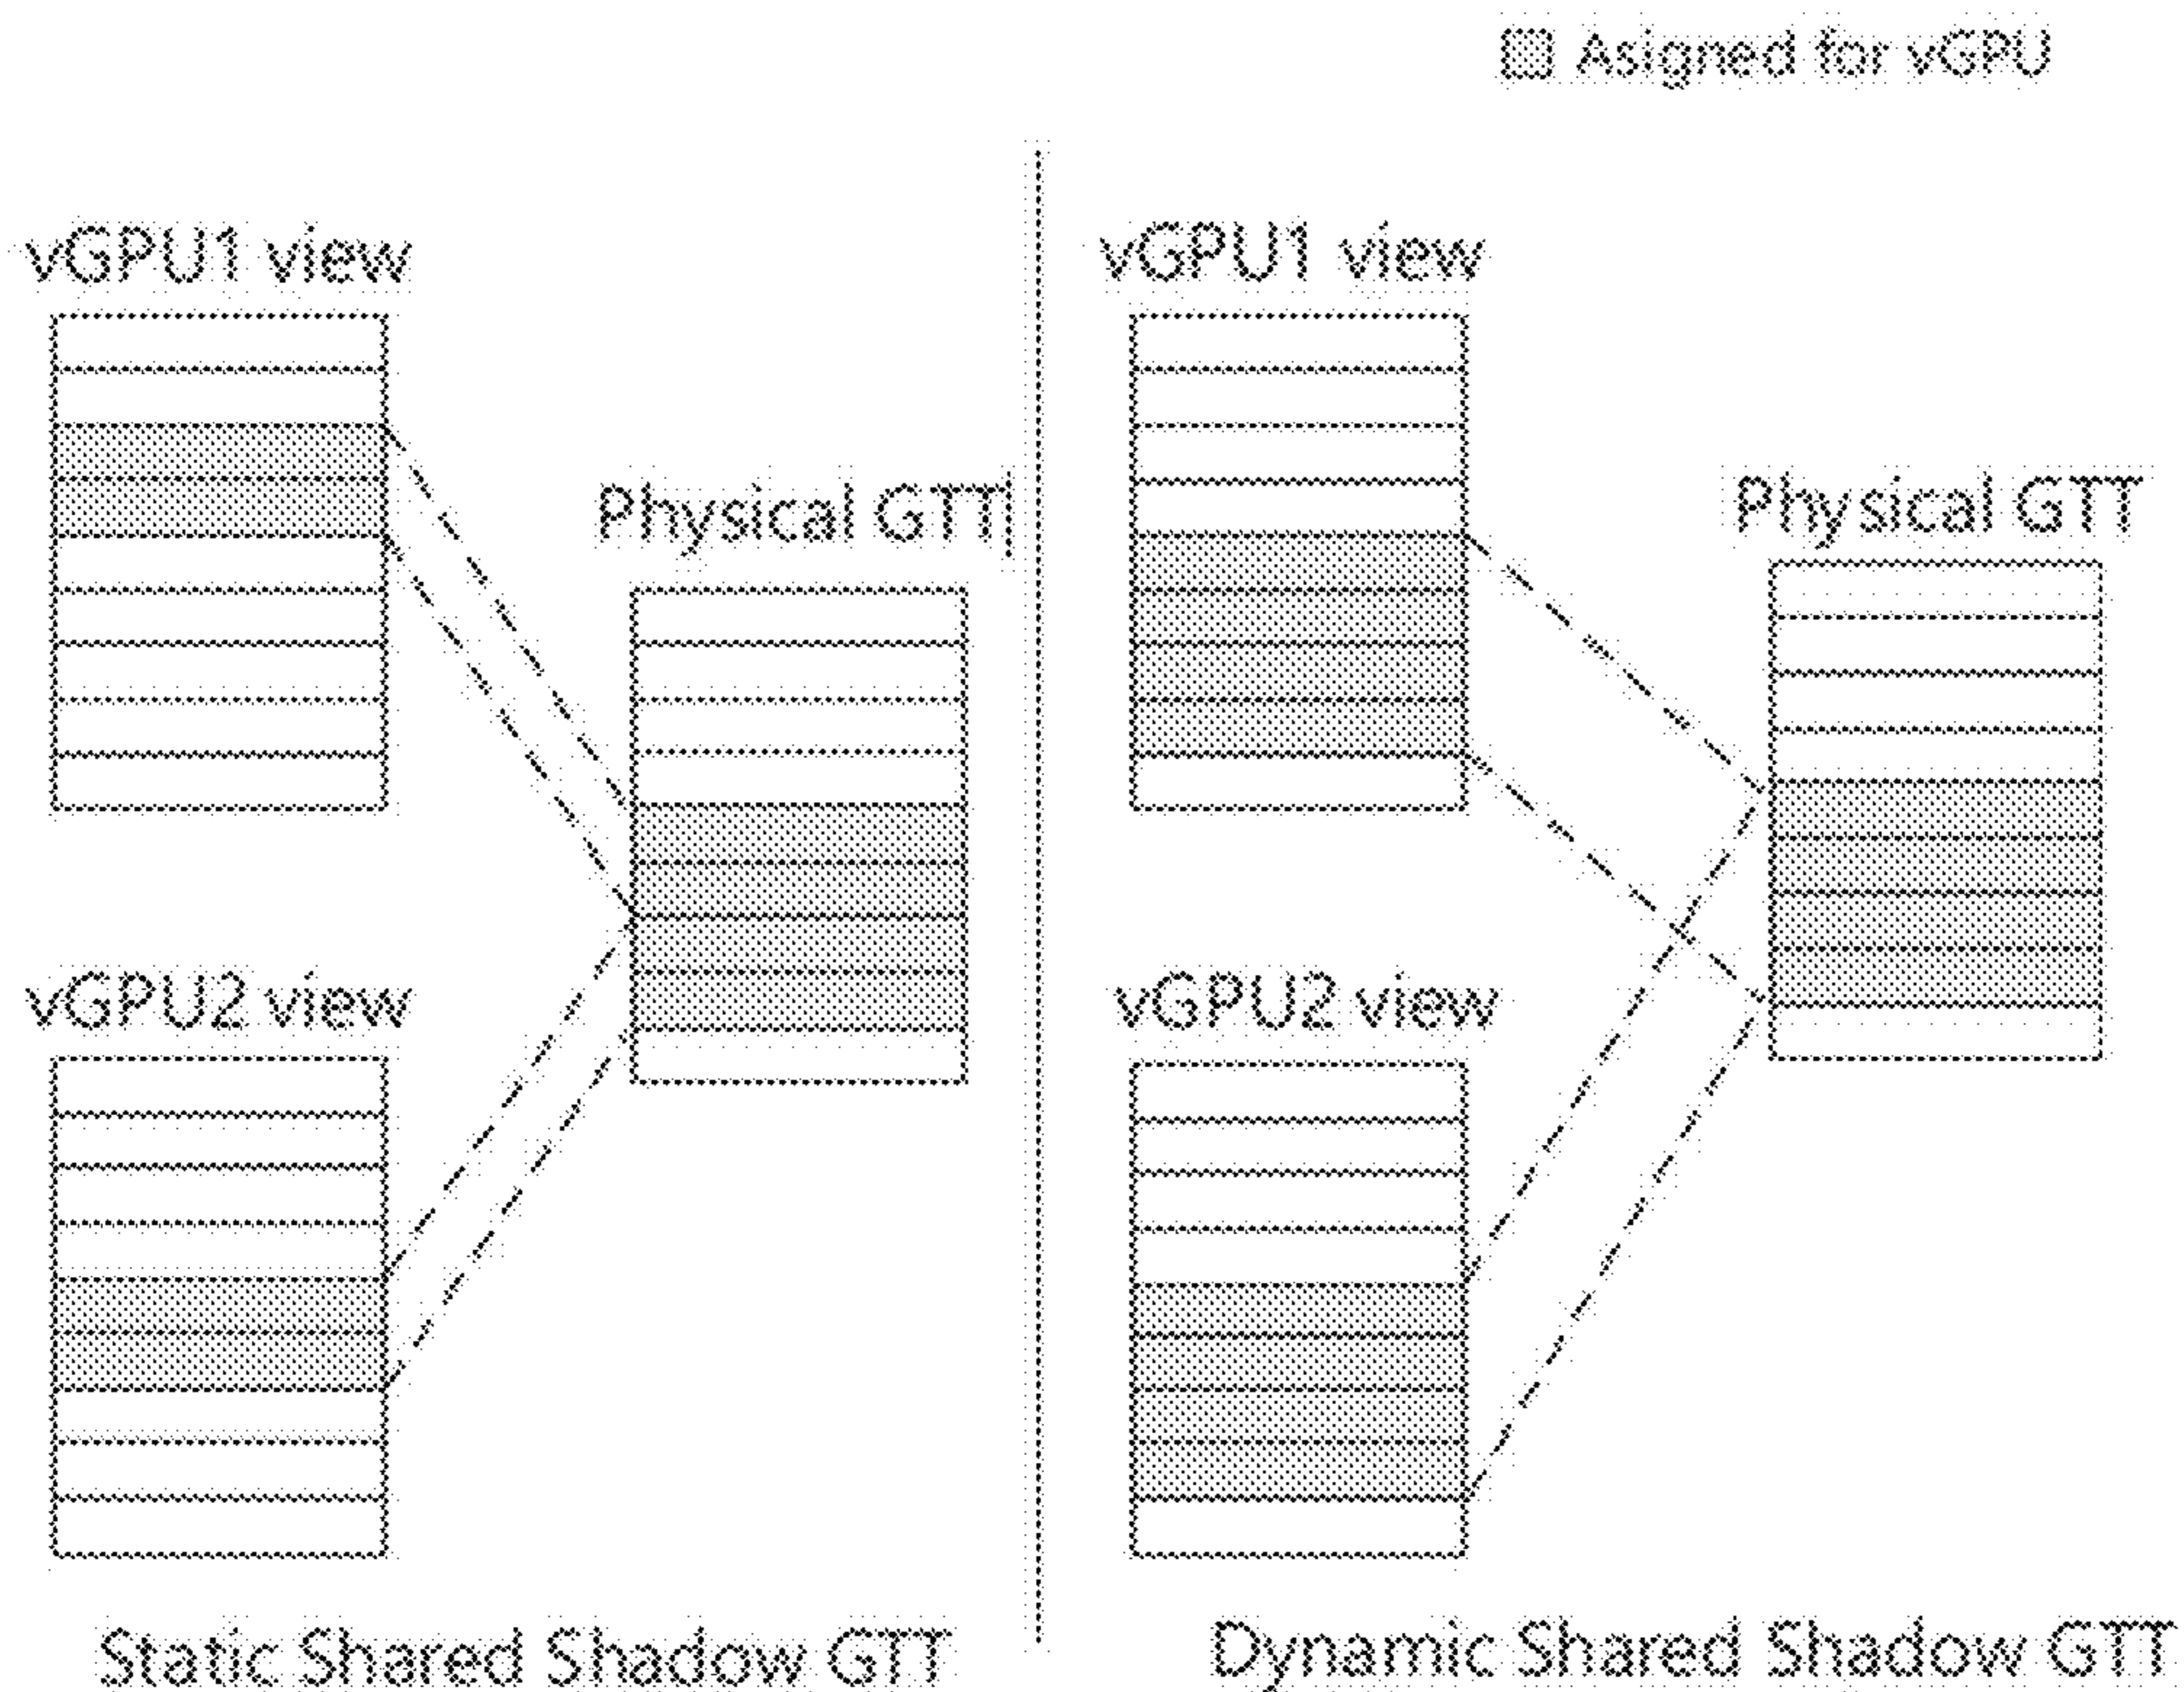 Asigned for vGPU
vGPU1 view
Physical GTT
vGPU2 view
Static Shared Shadow GTT
vGPU1 view
Physical GTT
vGPU2 view
Dynamic Shared Shadow GTT